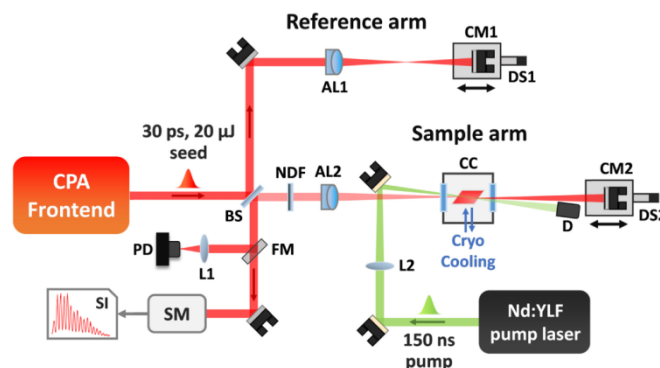 Reference arm
CM1
DS1
AL1
30 ps, 20 µJ
seed
Sample arm
CPA
Frontend
NDF
AL2
CC
CM2
BS
DS2
D
Cryo
Cooling
PD
L1
FM
L2
SI
SM
Nd:YLF
pump laser
150 ns
pump